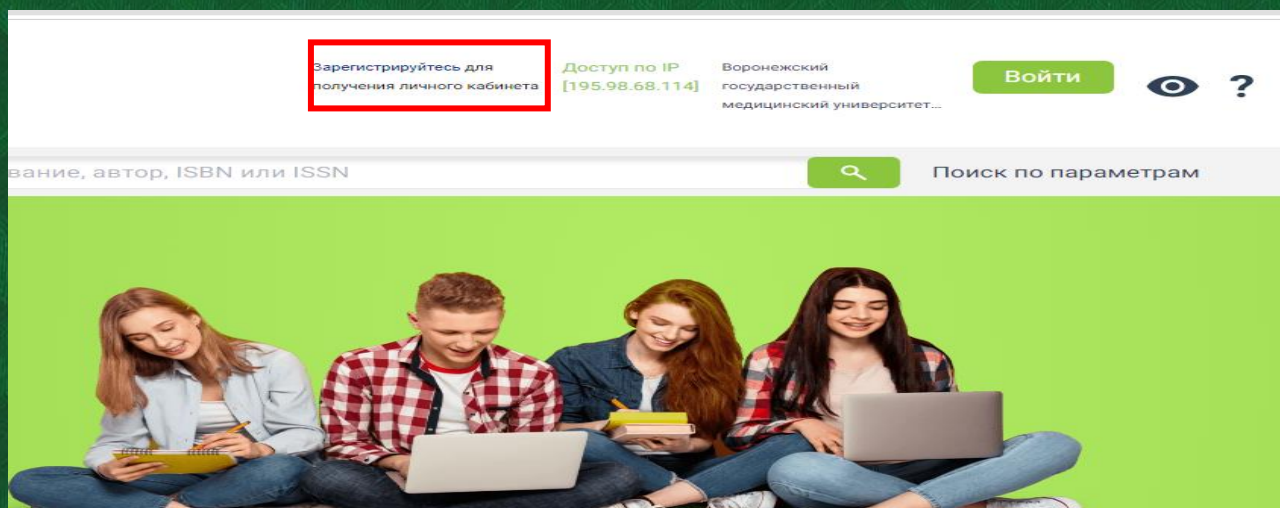 Зарегистрируйтесь для
получения личного кабинета
Доступ по IP
[195.98.68.114]
Воронежский
государственный
медицинский университет...
Войти
?
вание, автор, ISBN или ISSN
Поиск по параметрам